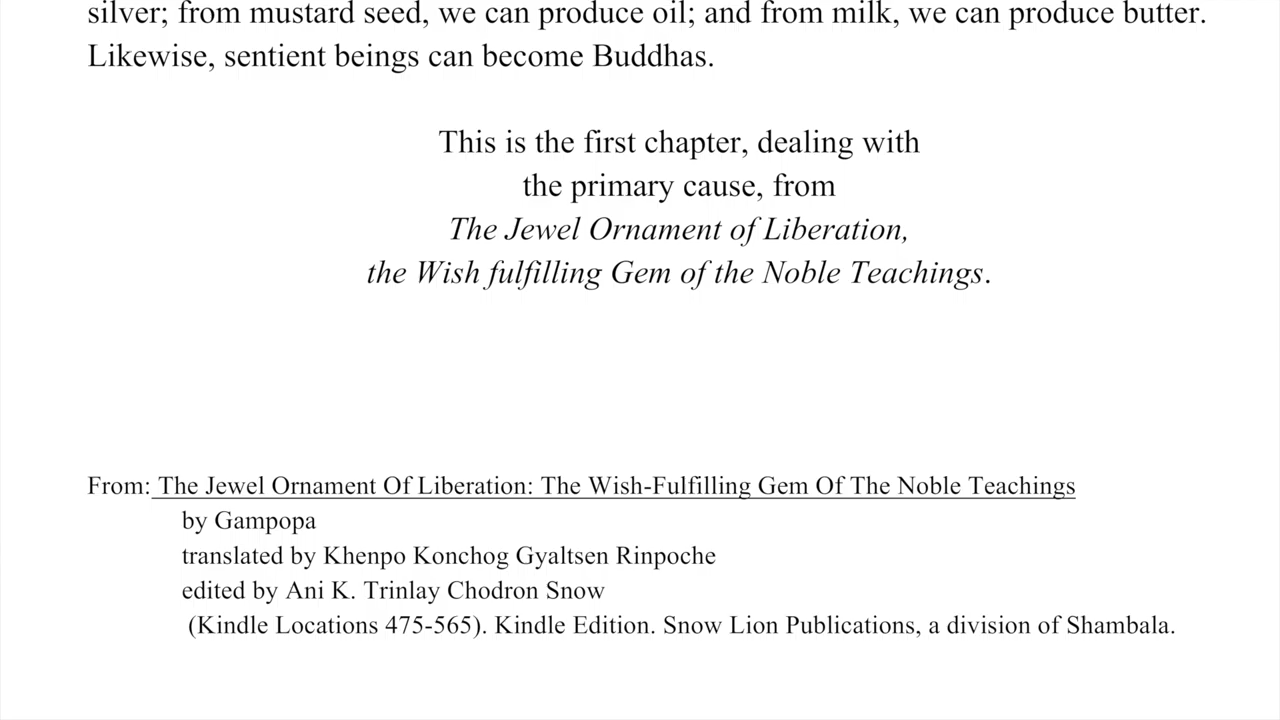 silver; from mustard seed, we can produce oil; and from milk, we can produce butter.
Likewise, sentient beings can become Buddhas.
This is the first chapter, dealing with
the primary cause, from
The Jewel Ornament of Liberation,
the Wish fulfilling Gem of the Noble Teachings.
From: The Jewel Ornament Of Liberation: The Wish-Fulfilling Gem Of The Noble Teachings
by Gampopa
translated by Khenpo Konchog Gyaltsen Rinpoche
edited by Ani K. Trinlay Chodron Snow
(Kindle Locations 475-565). Kindle Edition. Snow Lion Publications, a division of Shambala.